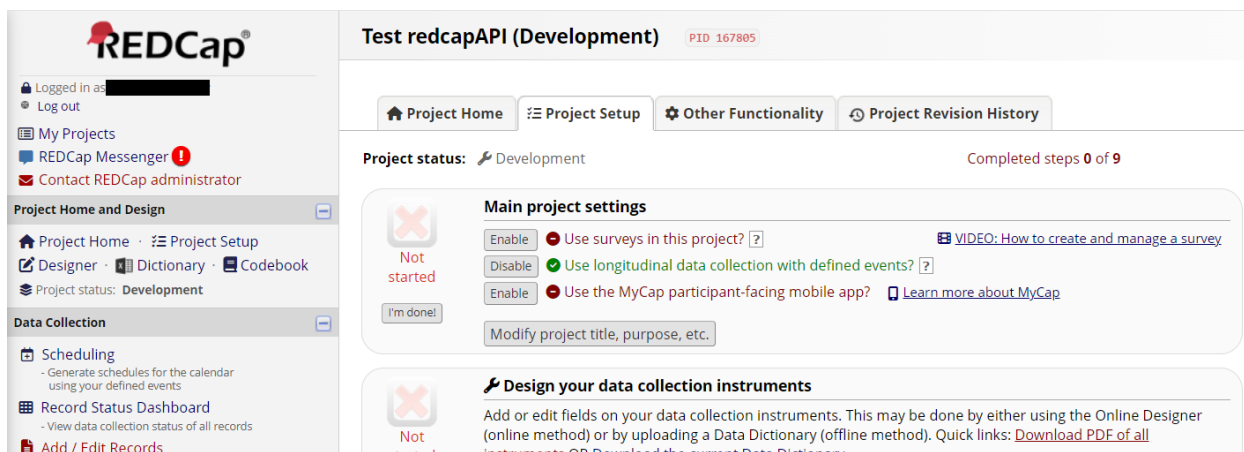 REDCap®
Logged in as
Log out
My Projects
REDCap Messenger
Contact REDCap administrator
Project Home and Design
Project Home · Project Setup
Designer · Dictionary · Codebook
Project status: Development
Data Collection
Scheduling
- Generate schedules for the calendar
using your defined events
Record Status Dashboard
- View data collection status of all records
Add / Edit Records
Test redcapAPI (Development) PID 167805
Project Home Project Setup Other Functionality Project Revision History
Project status: Development Completed steps 0 of 9
Not
started
I'm done!
Main project settings
Enable Use surveys in this project? ? VIDEO: How to create and manage a survey
Disable Use longitudinal data collection with defined events? ?
Enable Use the MyCap participant-facing mobile app? Learn more about MyCap
Modify project title, purpose, etc.
Not
Design your data collection instruments
Add or edit fields on your data collection instruments. This may be done by either using the Online Designer
(online method) or by uploading a Data Dictionary (offline method). Quick links: Download PDF of all